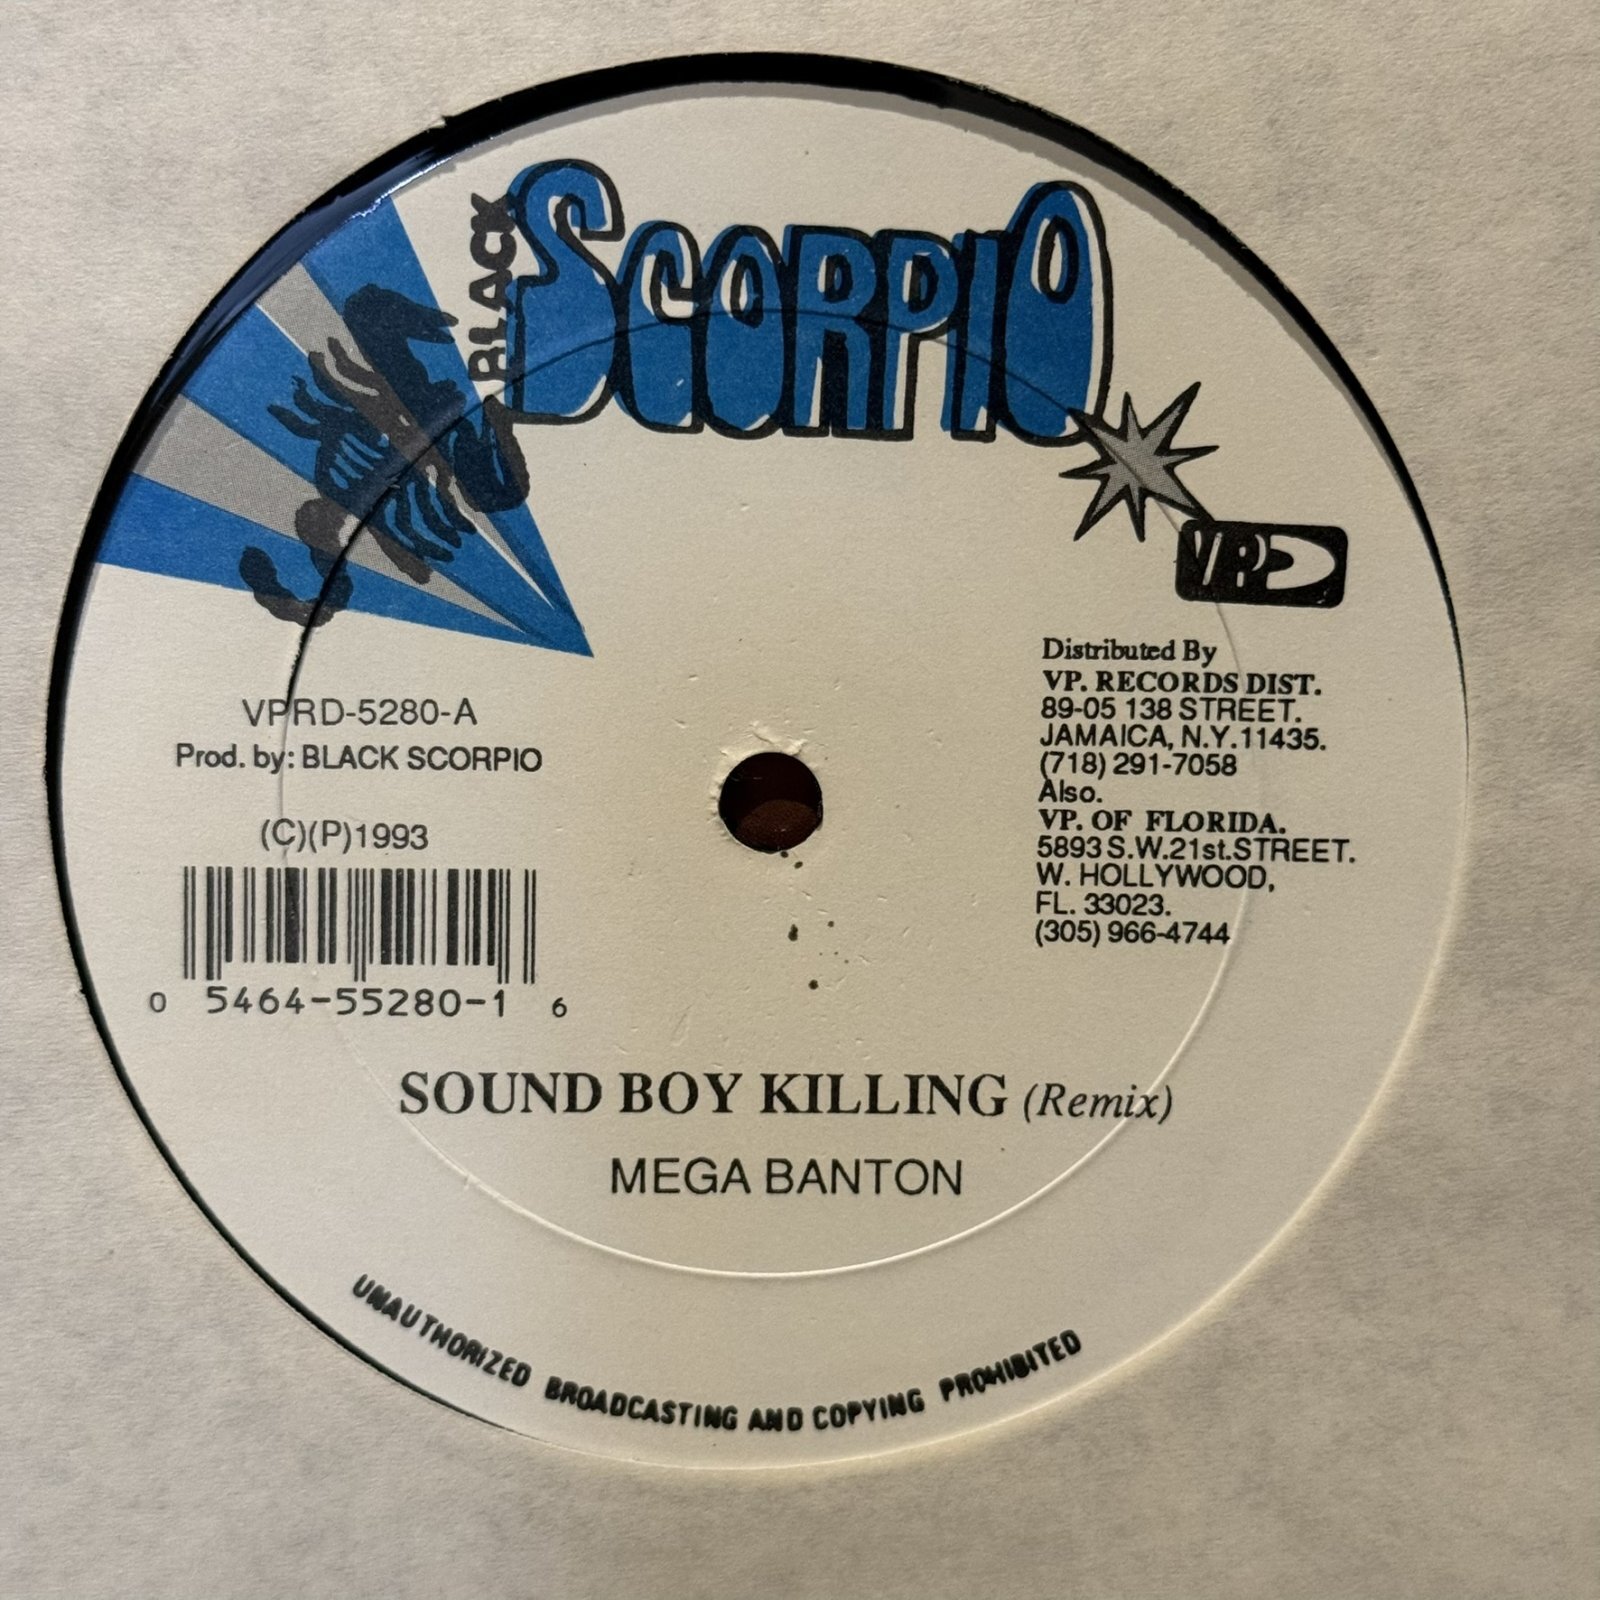 BLACK
SCORPIO
VP
Distributed By
VP. RECORDS DIST.
89-05 138 STREET.
JAMAICA, N.Y.11435.
(718) 291-7058
Also.
VP. OF FLORIDA.
5893 S.W.21st.STREET.
W. HOLLYWOOD,
FL. 33023.
(305) 966-4744
VPRD-5280-A
Prod. by: BLACK SCORPIO
(C)(P)1993
0 5464-55280-1 6
SOUND BOY KILLING (Remix)
MEGA BANTON
UNAUTHORIZED BROADCASTING AND COPYING PROHIBITED